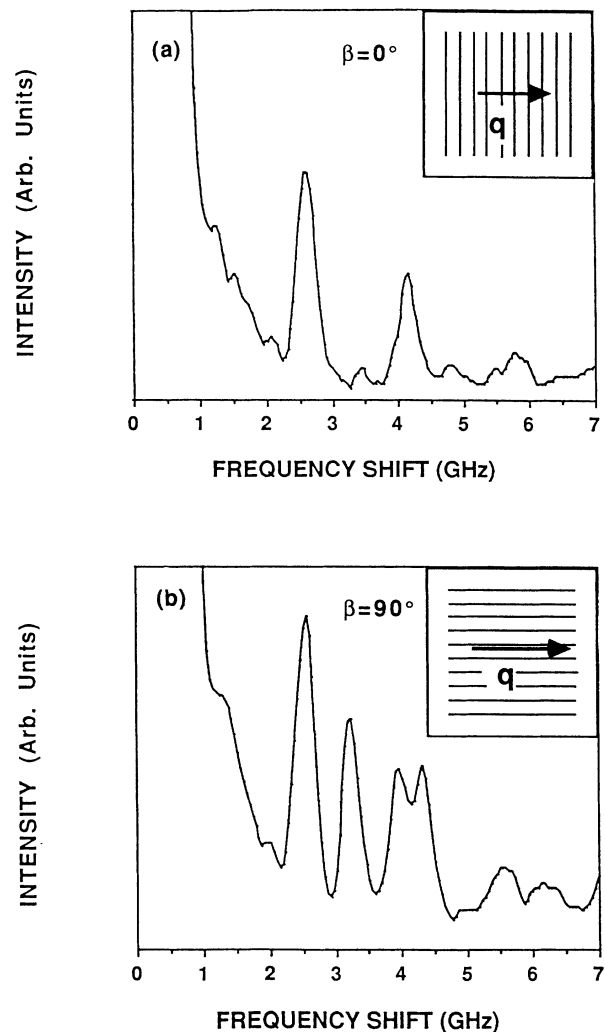 (a)
β=0°
q
INTENSITY (Arb. Units)
0 1 2 3 4 5 6 7
FREQUENCY SHIFT (GHz)
(b)
β=90°
q
INTENSITY (Arb. Units)
0 1 2 3 4 5 6 7
FREQUENCY SHIFT (GHz)